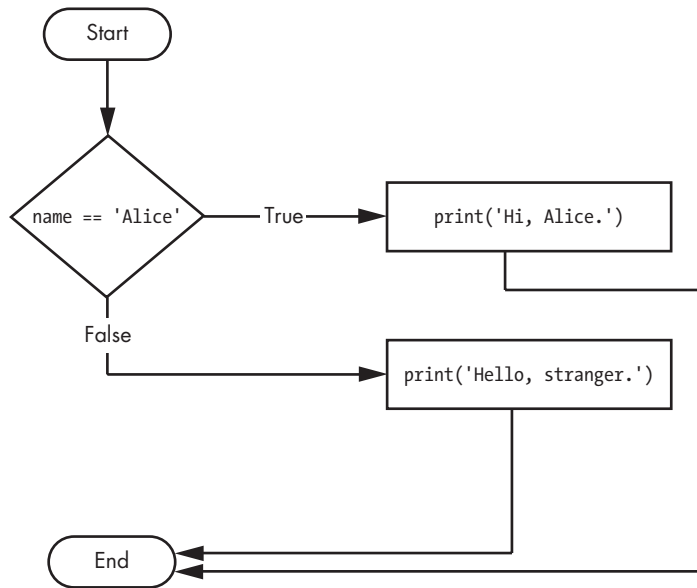 Start
name == 'Alice'
True
print('Hi, Alice.')
False
print('Hello, stranger.')
End